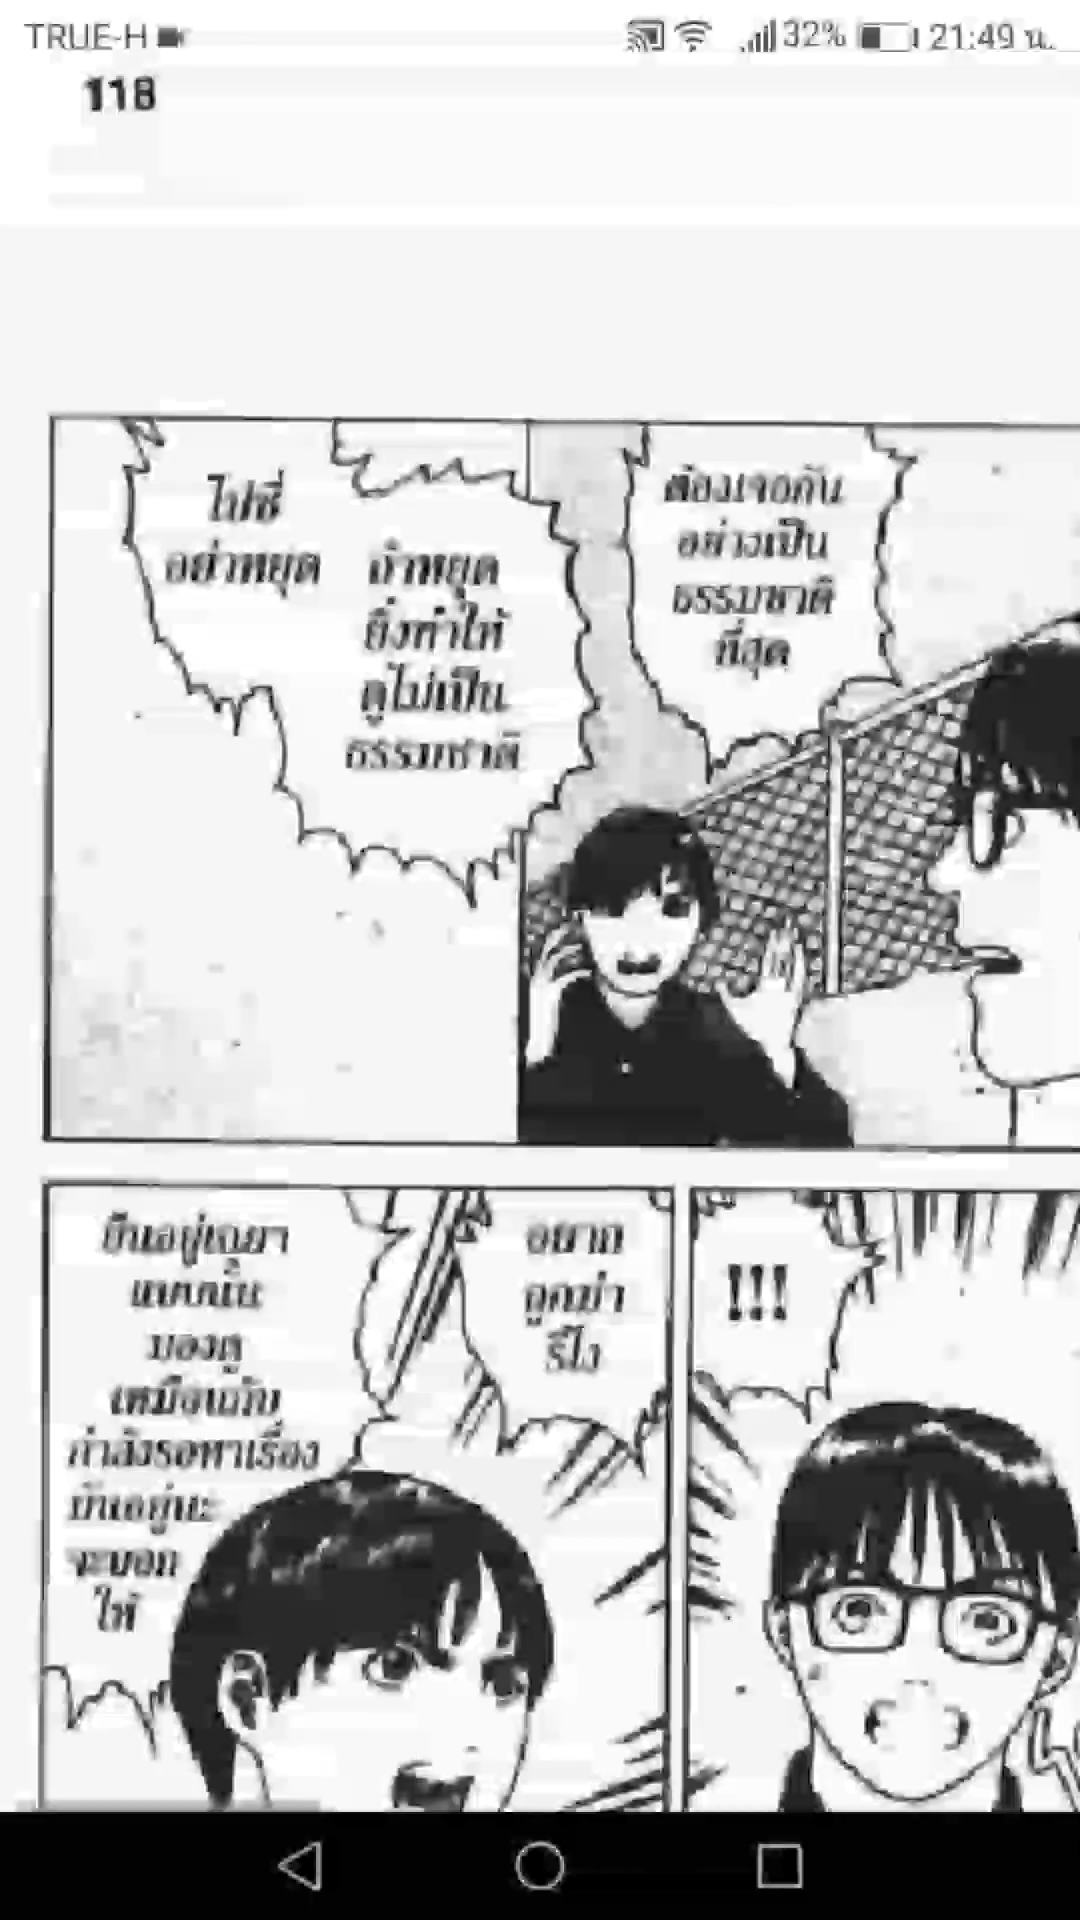 TRUE-H 32% 21:49 น.
118
ต้องเจอกัน
อย่างเป็น
ธรรมชาติ
ที่สุด
ถ้าหยุด
ยิ่งทำให้
ดูไม่เป็น
ธรรมชาติ
ไปซี่
อย่าหยุด
!!!
อยาก
ถูกฆ่า
รึไง
ยืนอยู่เฉยๆ
แบบนั้น
มองดู
เหมือนกับ
กำลังรอหาเรื่อง
มันอยู่นะ
จะบอก
ให้